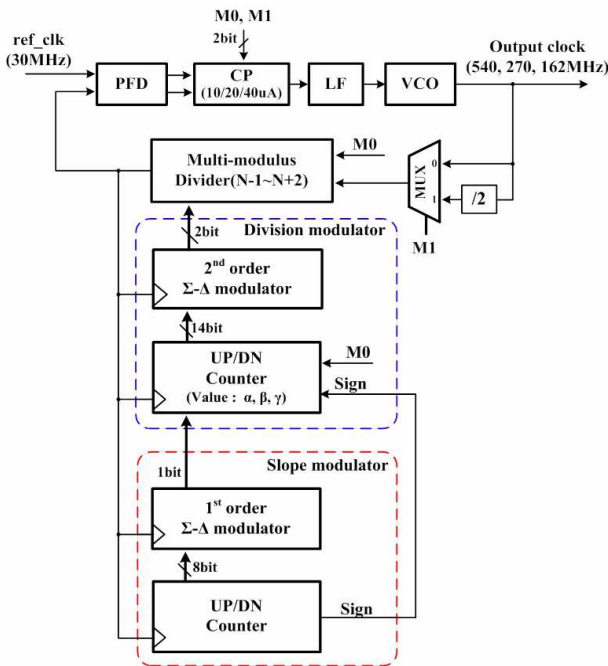 M0, M1
ref_clk
(30MHz)
2bit
Output clock
(540, 270, 162MHz)
PFD
CP
(10/20/40uA)
LF
VCO
M0
Multi-modulus
Divider(N-1~N+2)
MUX
0
1
/2
M1
2bit
Division modulator
2nd order
Σ-Δ modulator
14bit
M0
UP/DN
Counter
(Value : α, β, γ)
Sign
Slope modulator
1bit
1st order
Σ-Δ modulator
8bit
UP/DN
Counter
Sign